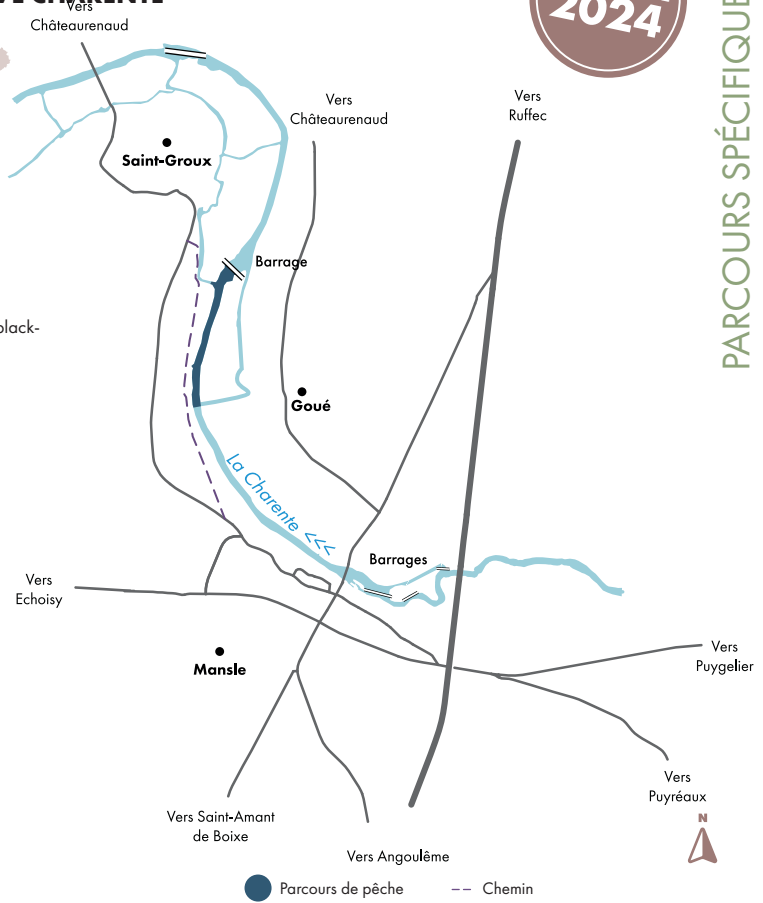 CHARENTE
Vers
Châteaurenaud
2024
PARCOURS SPÉCIFIQUE
Vers
Châteaurenaud
Vers
Ruffec
Saint-Groux
Barrage
black-
Goué
La Charente <<<
Barrages
Vers
Echoisy
Mansle
Vers
Puygelier
Vers
Puyréaux
Vers Saint-Amant
de Boixe
Vers Angoulême
N
Parcours de pêche
-- Chemin